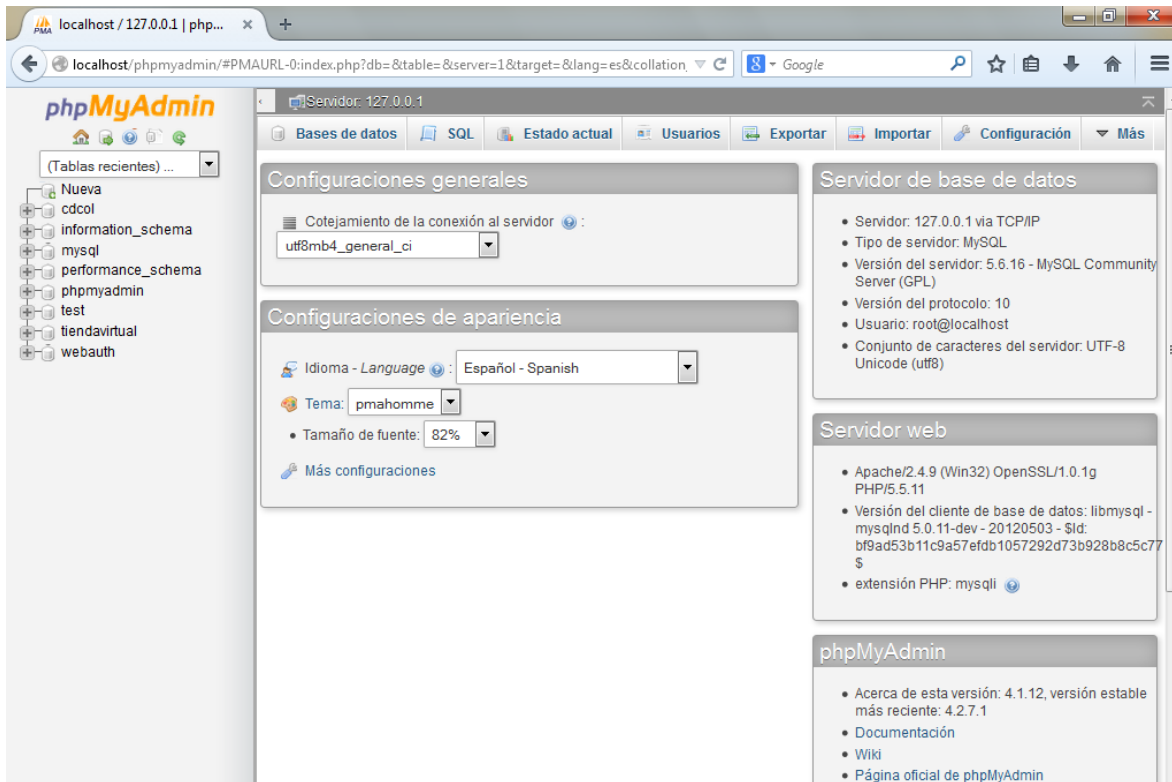 localhost / 127.0.0.1 | php...
localhost/phpmyadmin/#PMAURL-0:index.php?db=&table=&server=1&target=&lang=es&collation_
Google
phpMyAdmin
(Tablas recientes) ...
Nueva
cdcol
information_schema
mysql
performance_schema
phpmyadmin
test
tiendavirtual
webauth
Servidor: 127.0.0.1
Bases de datos
SQL
Estado actual
Usuarios
Exportar
Importar
Configuración
Más
Configuraciones generales
Cotejamiento de la conexión al servidor :
utf8mb4_general_ci
Configuraciones de apariencia
Idioma - Language : Español - Spanish
Tema: pmahomme
• Tamaño de fuente: 82%
Más configuraciones
Servidor de base de datos
• Servidor: 127.0.0.1 via TCP/IP
• Tipo de servidor: MySQL
• Versión del servidor: 5.6.16 - MySQL Community
Server (GPL)
• Versión del protocolo: 10
• Usuario: root@localhost
• Conjunto de caracteres del servidor: UTF-8
Unicode (utf8)
Servidor web
• Apache/2.4.9 (Win32) OpenSSL/1.0.1g
PHP/5.5.11
• Versión del cliente de base de datos: libmysql -
mysqlnd 5.0.11-dev - 20120503 - $Id:
bf9ad53b11c9a57efdb1057292d73b928b8c5c77
$
• extensión PHP: mysqli
phpMyAdmin
• Acerca de esta versión: 4.1.12, versión estable
más reciente: 4.2.7.1
• Documentación
• Wiki
• Página oficial de phpMyAdmin